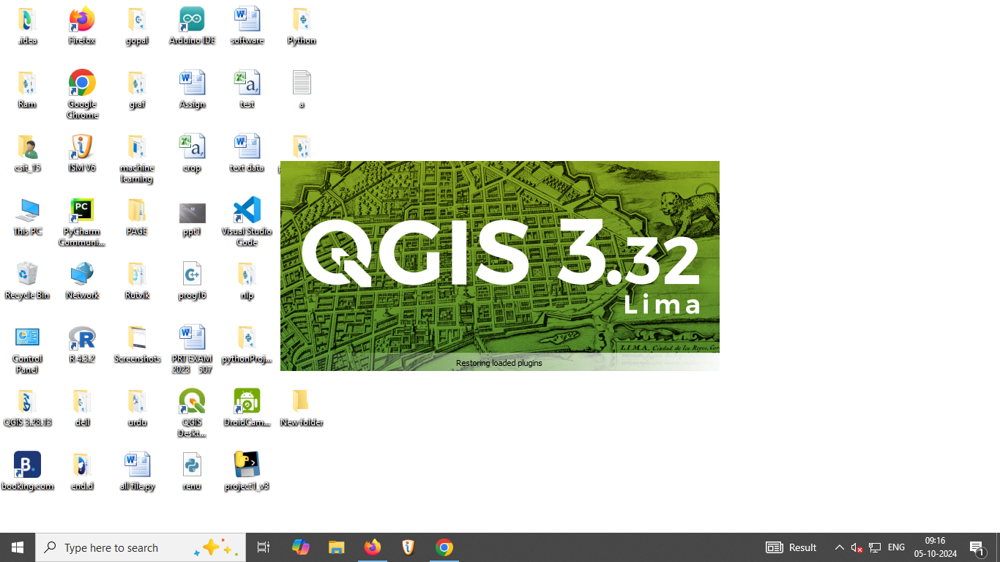 .idea
Firefox
gopal
Arduino IDE
software
Python
Ram
Google
Chrome
graf
Assign
test
a
csit_15
ISM V6
machine
learning
crop
text data
This PC
PyCharm
Communi...
PAGE
ppt1
Visual Studio
Code
QGIS 3.32
Lima
LIMA, Ciudad de los Reyes,
Restoring loaded plugins
Recycle Bin
Network
Rutvik
prog16
nlp
Control
Panel
R 4.3.2
Screenshots
PRI EXAM
2023 507
pythonProj...
QGIS 3.28.13
dell
urdu
QGIS
Deskt...
DroidCam...
New folder
booking.com
end.d
all file.py
renu
project1_v3
Type here to search
Result
ENG
09:16
05-10-2024
1